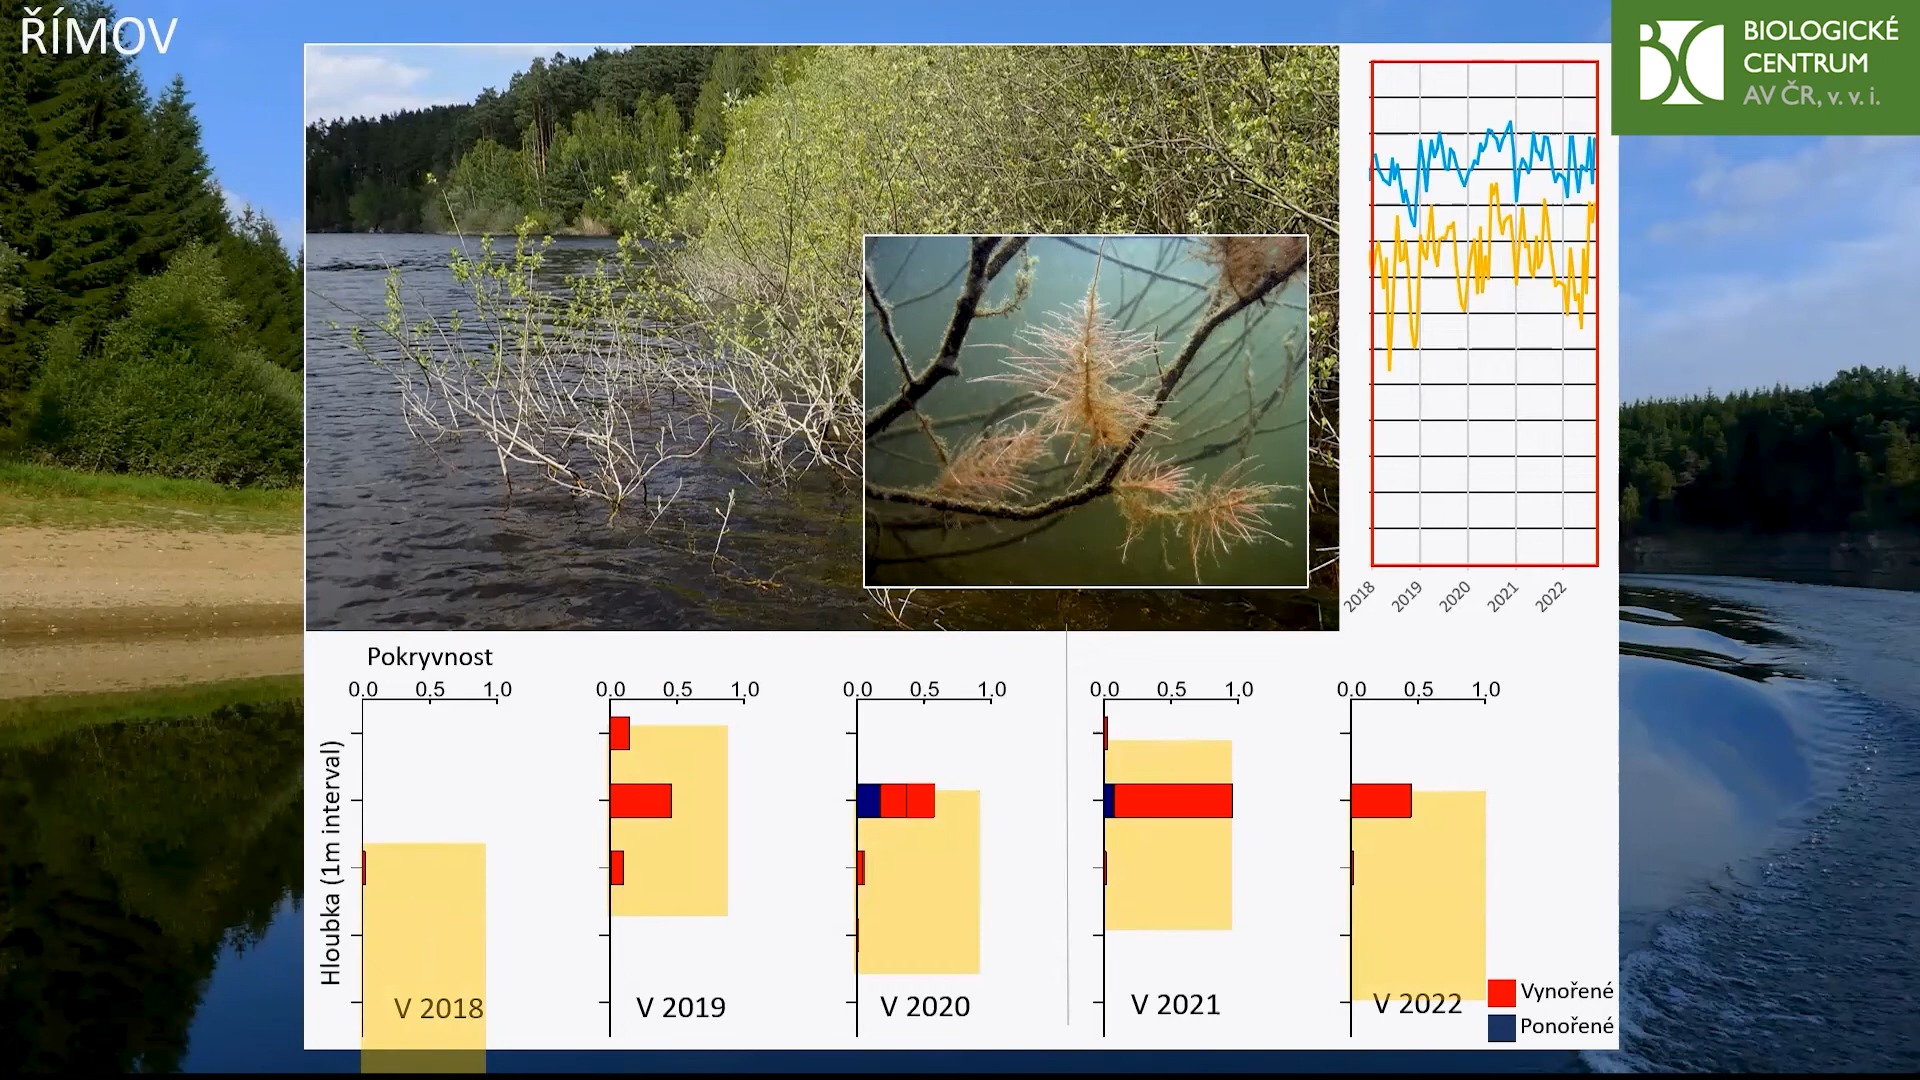 ŘÍMOV
BIOLOGICKÉ
CENTRUM
AV ČR, v. v. i.
2018 2019 2020 2021 2022
Pokryvnost
0.0 0.5 1.0 0.0 0.5 1.0 0.0 0.5 1.0 0.0 0.5 1.0 0.0 0.5 1.0
Hloubka (1m interval)
V 2018 V 2019 V 2020 V 2021 V 2022
Vynořené
Ponořené